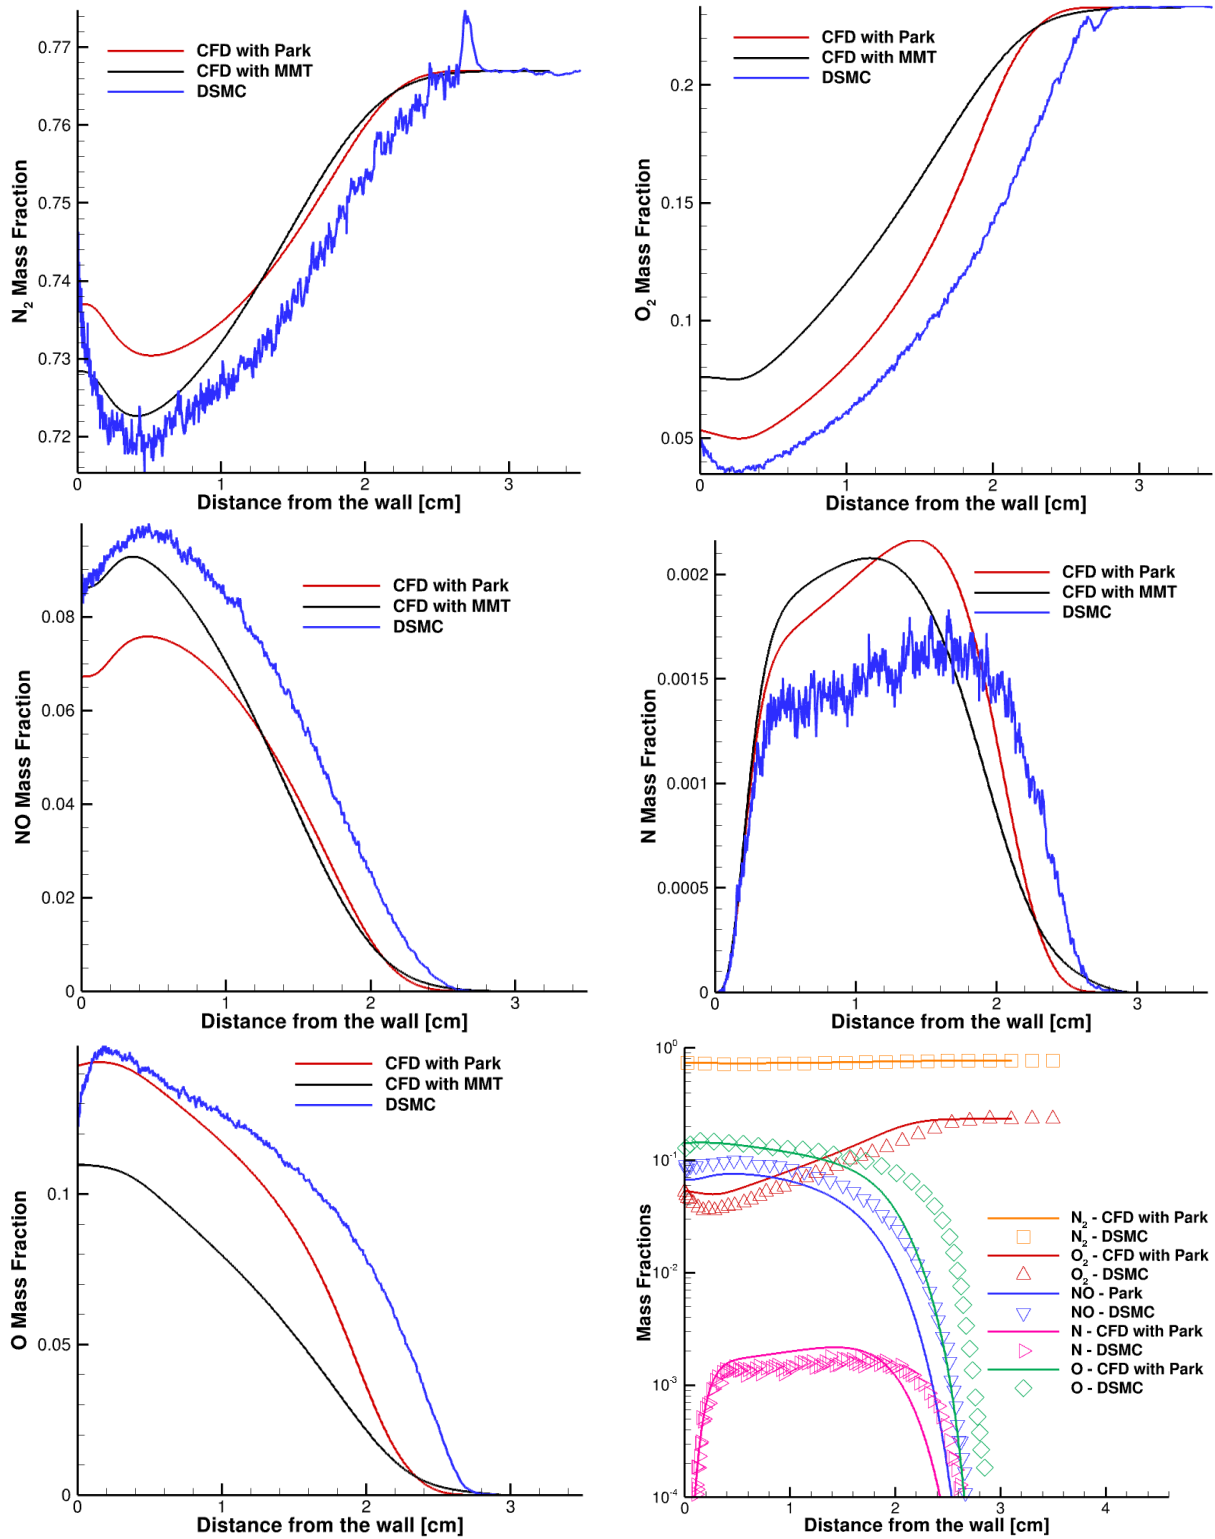 0.77
0.76
0.75
0.74
0.73
0.72
N2 Mass Fraction
CFD with Park
CFD with MMT
DSMC
0 1 2 3
Distance from the wall [cm]
0.2
0.15
0.1
0.05
O2 Mass Fraction
CFD with Park
CFD with MMT
DSMC
0 1 2 3
Distance from the wall [cm]
0.08
0.06
0.04
0.02
0
NO Mass Fraction
CFD with Park
CFD with MMT
DSMC
0 1 2 3
Distance from the wall [cm]
0.002
0.0015
0.001
0.0005
0
N Mass Fraction
CFD with Park
CFD with MMT
DSMC
0 1 2 3
Distance from the wall [cm]
0.1
0.05
0
O Mass Fraction
CFD with Park
CFD with MMT
DSMC
0 1 2 3
Distance from the wall [cm]
10^0
10^-1
10^-2
10^-3
10^-4
Mass Fractions
N2 - CFD with Park
N2 - DSMC
O2 - CFD with Park
O2 - DSMC
NO - Park
NO - DSMC
N - CFD with Park
N - DSMC
O - CFD with Park
O - DSMC
0 1 2 3 4
Distance from the wall [cm]